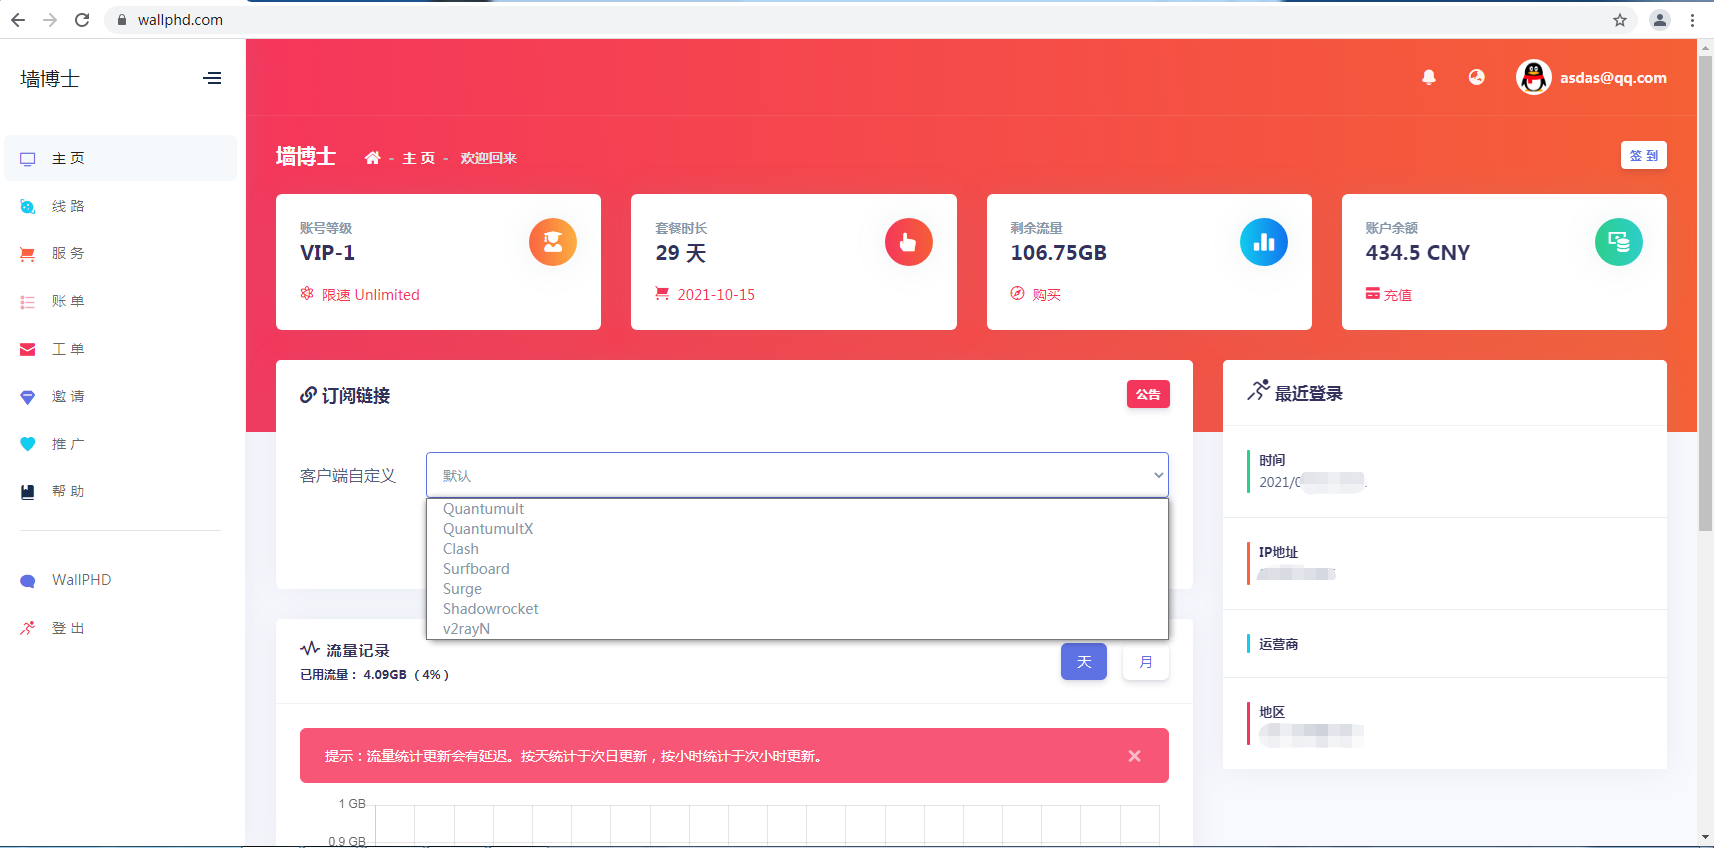 wallphd.com
墙博士
asdas@qq.com
主 页
线 路
服 务
账 单
工 单
邀 请
推 广
帮 助
WallPHD
登 出
墙博士 - 主 页 - 欢迎回来
签 到
账号等级
VIP-1
限速 Unlimited
套餐时长
29 天
2021-10-15
剩余流量
106.75GB
购买
账户余额
434.5 CNY
充值
订阅链接
公告
客户端自定义
默认
Quantumult
QuantumultX
Clash
Surfboard
Surge
Shadowrocket
v2rayN
流量记录
已用流量： 4.09GB （ 4% ）
天
月
提示：流量统计更新会有延迟。按天统计于次日更新，按小时统计于次小时更新。
×
1 GB
0.9 GB
最近登录
时间
2021/
IP地址
运营商
地区